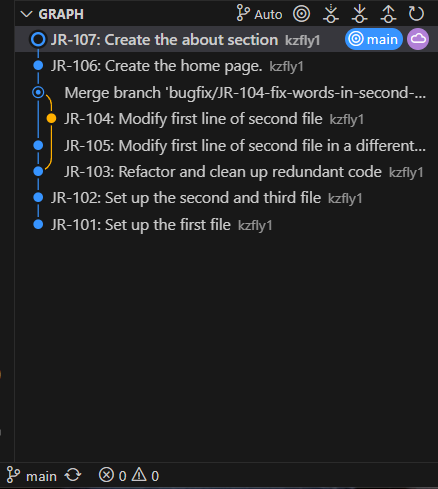 GRAPH Auto
JR-107: Create the about section kzfly1 main
JR-106: Create the home page. kzfly1
Merge branch 'bugfix/JR-104-fix-words-in-second-...
JR-104: Modify first line of second file kzfly1
JR-105: Modify first line of second file in a different...
JR-103: Refactor and clean up redundant code kzfly1
JR-102: Set up the second and third file kzfly1
JR-101: Set up the first file kzfly1
main 0 0